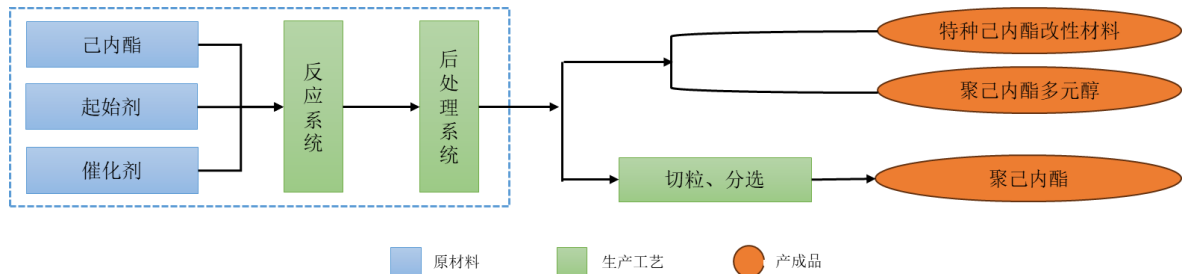 己内酯
起始剂
催化剂
反应系统
后处理系统
特种己内酯改性材料
聚己内酯多元醇
切粒、分选
聚己内酯
原材料
生产工艺
产成品